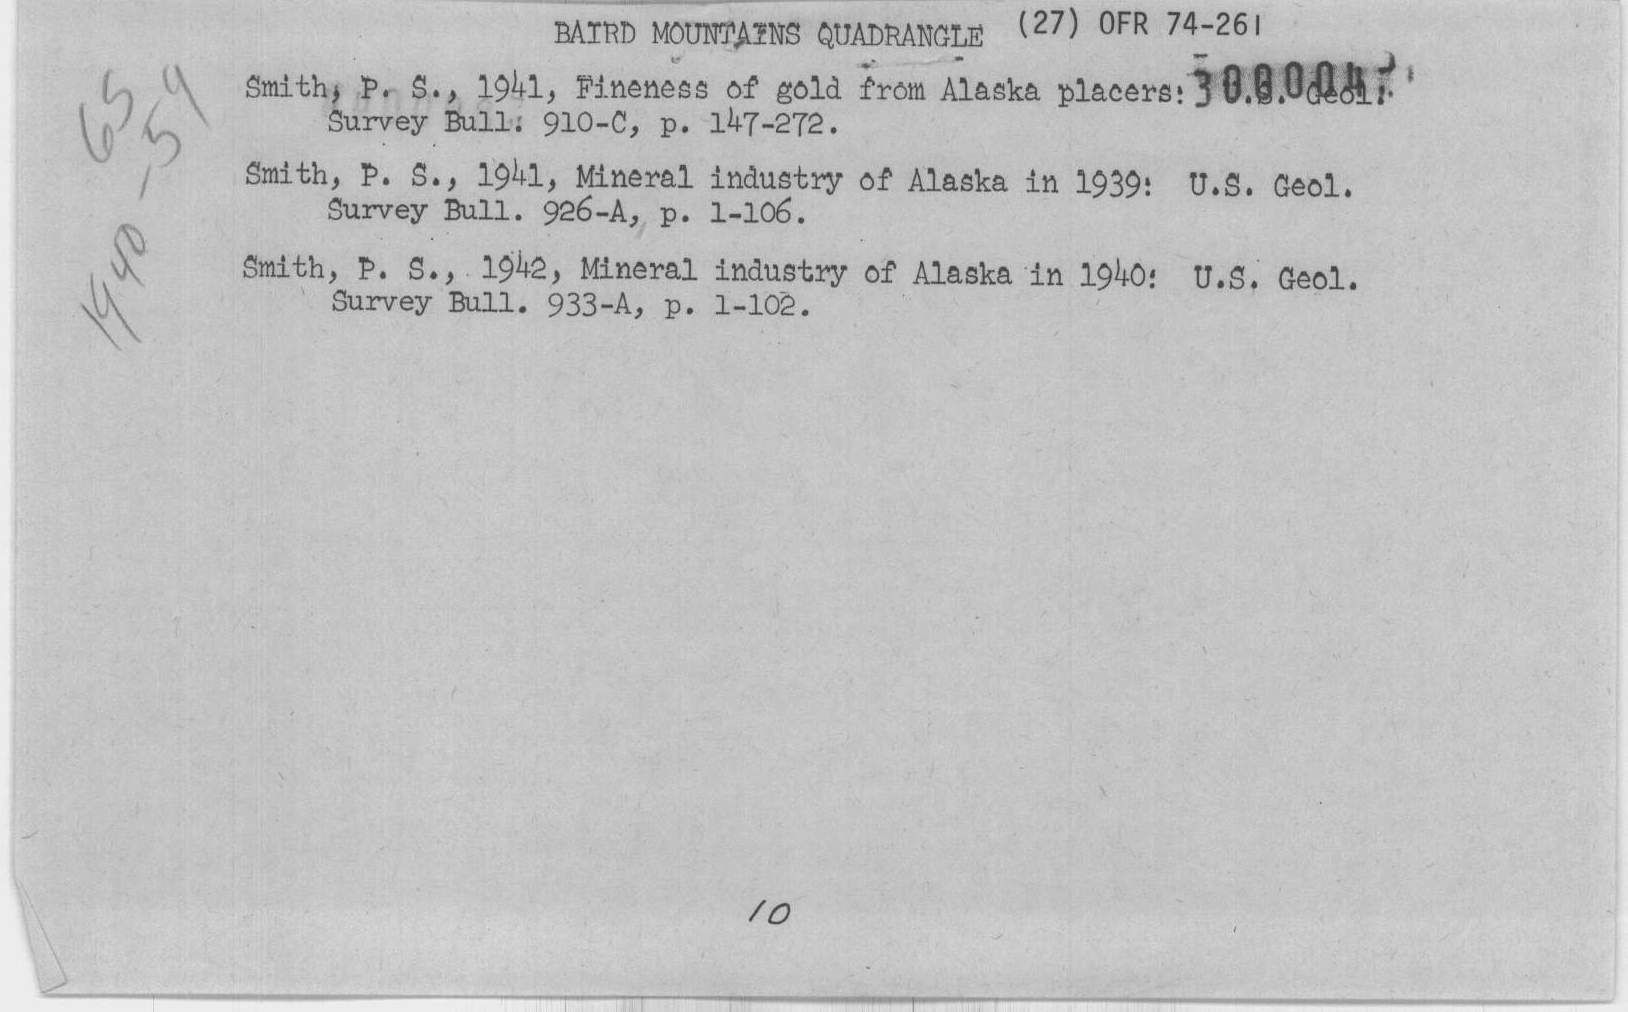 BAIRD MOUNTAINS QUADRANGLE (27) OFR 74-261
Smith, P. S., 1941, Fineness of gold from Alaska placers: U.S. Geol.
Survey Bull. 910-C, p. 147-272.
Smith, P. S., 1941, Mineral industry of Alaska in 1939: U.S. Geol.
Survey Bull. 926-A, p. 1-106.
Smith, P. S., 1942, Mineral industry of Alaska in 1940: U.S. Geol.
Survey Bull. 933-A, p. 1-102.
65
1940-59
10